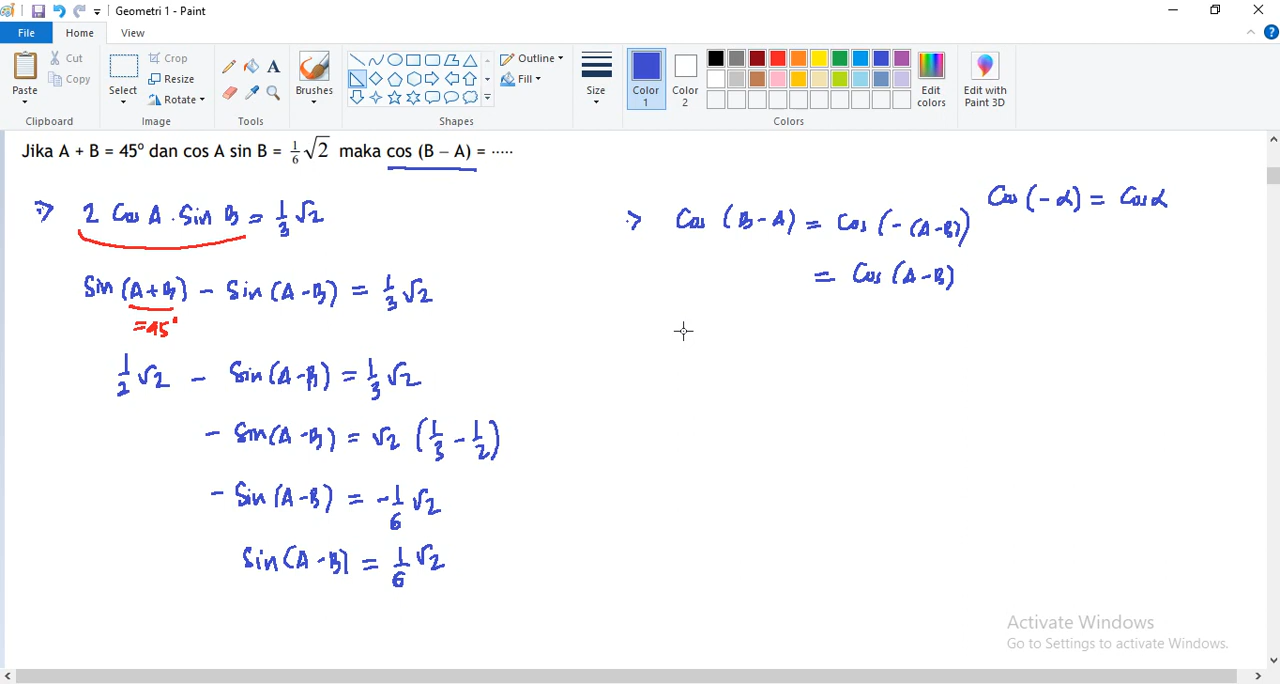 Geometri 1 - Paint
File Home View
Paste Cut Copy Clipboard
Select Crop Resize Rotate Image
A Tools
Brushes
Outline Fill Shapes
Size
Color 1 Color 2 Edit colors Edit with Paint 3D Colors
Jika A + B = 45° dan cos A sin B = 1/6 √2 maka cos (B – A) = .....
2 Cos A . Sin B = 1/3 √2
Sin (A+B) - Sin (A-B) = 1/3 √2
=45°
1/2 √2 - Sin (A-B) = 1/3 √2
- Sin (A-B) = √2 (1/3 - 1/2)
- Sin (A-B) = -1/6 √2
Sin (A-B) = 1/6 √2
Cos (B-A) = Cos (-(A-B))
= Cos (A-B)
Cos (-α) = Cos α
Activate Windows
Go to Settings to activate Windows.